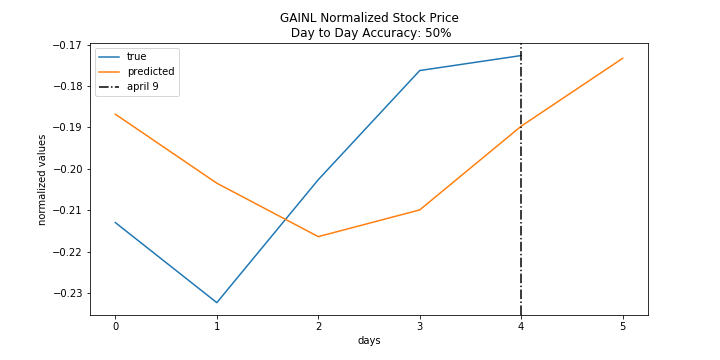 GAINL Normalized Stock Price
Day to Day Accuracy: 50%
true
predicted
april 9
normalized values
−0.17
−0.18
−0.19
−0.20
−0.21
−0.22
−0.23
0 1 2 3 4 5
days